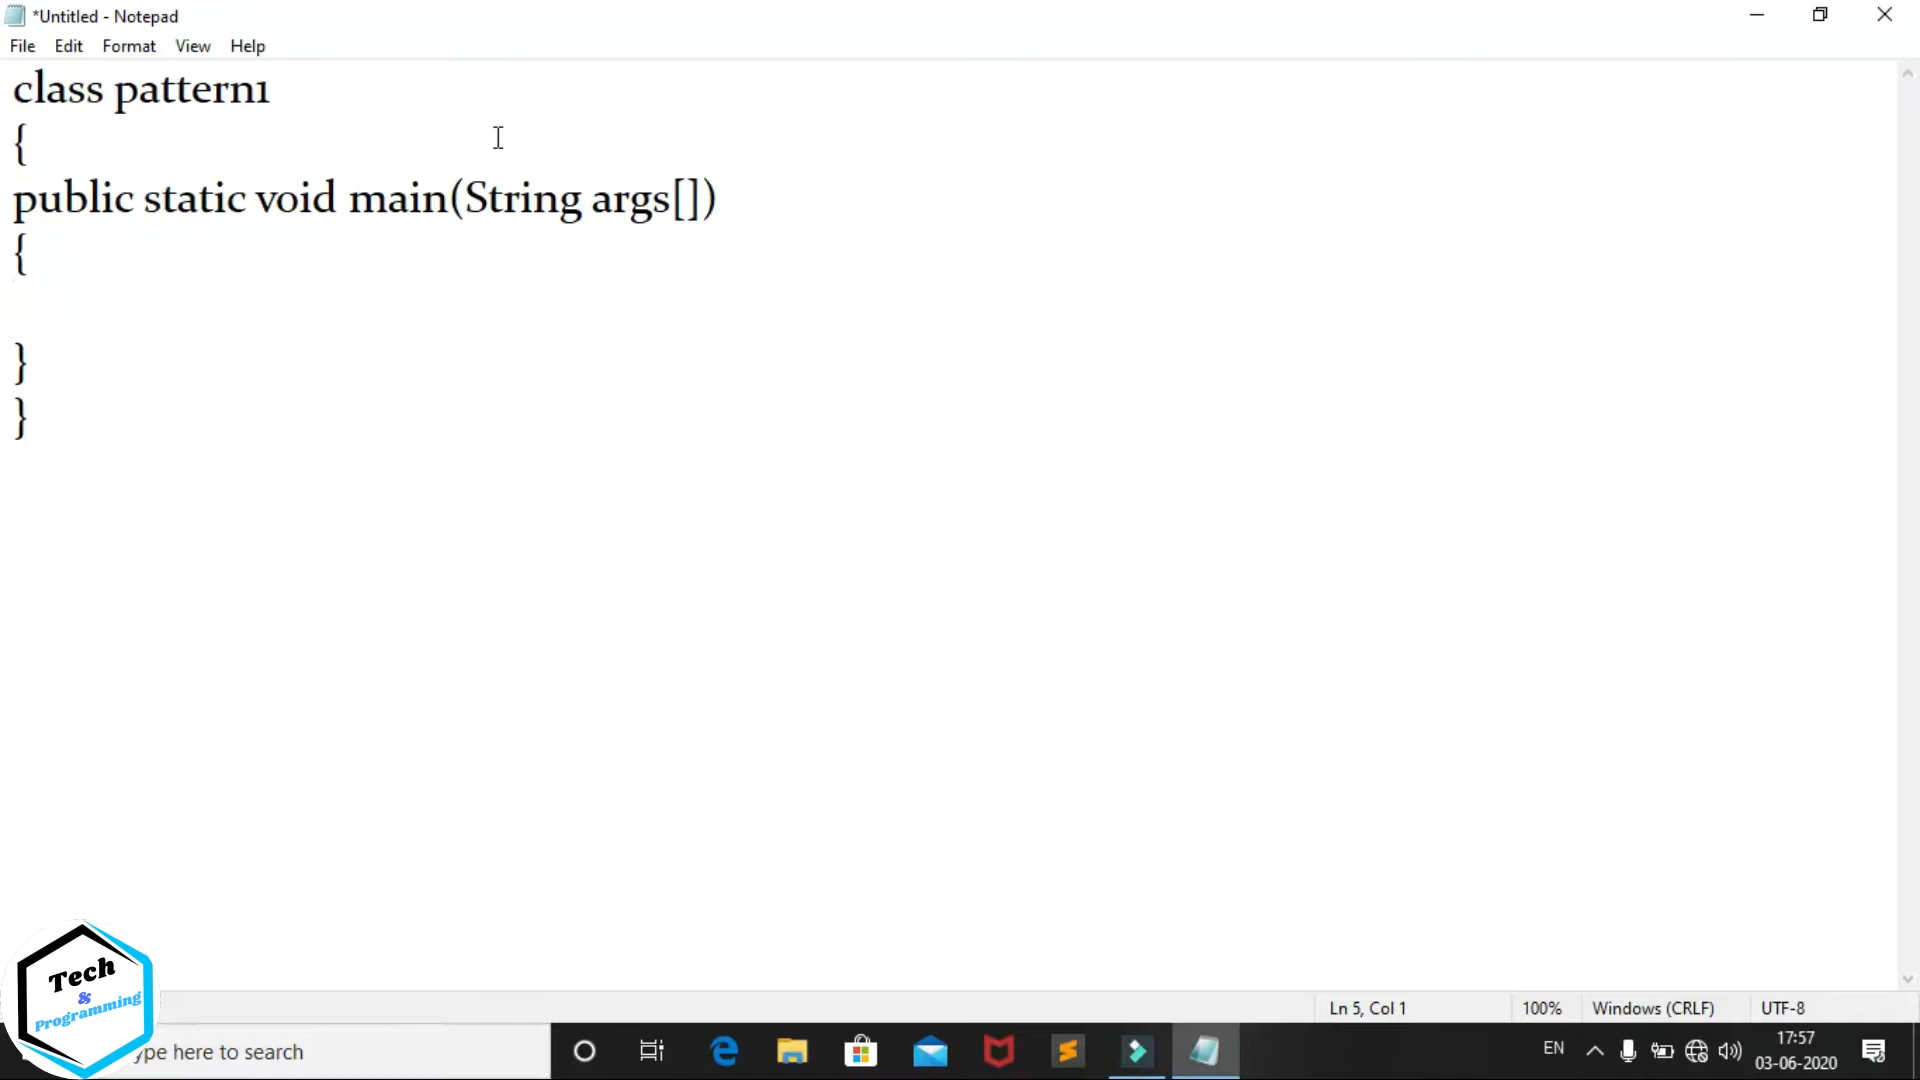 *Untitled - Notepad
File Edit Format View Help
class pattern1
{
public static void main(String args[])
{
}
}
Ln 5, Col 1 100% Windows (CRLF) UTF-8
Tech
&
Programming
ype here to search
EN
17:57
03-06-2020